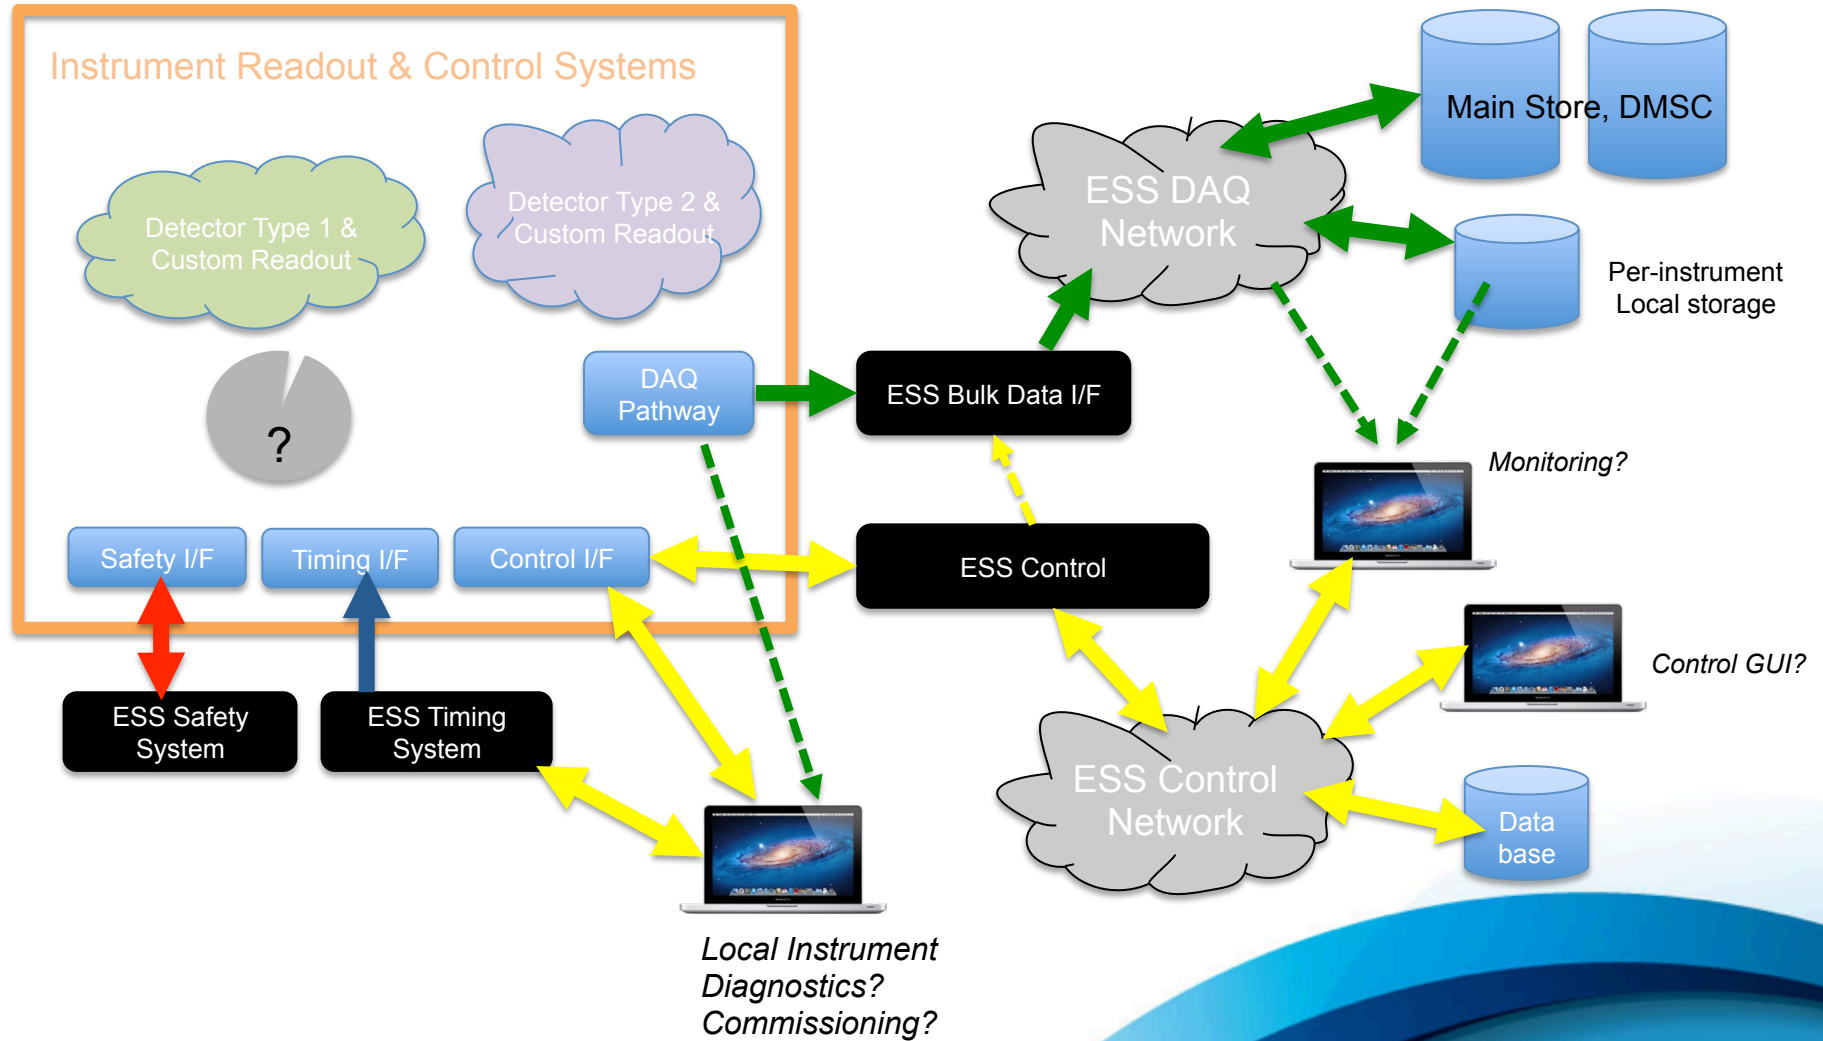 Instrument Readout & Control Systems
Detector Type 1 &
Custom Readout
Detector Type 2 &
Custom Readout
?
DAQ
Pathway
Safety I/F
Timing I/F
Control I/F
ESS Safety
System
ESS Timing
System
ESS Bulk Data I/F
ESS Control
ESS DAQ
Network
Main Store, DMSC
Per-instrument
Local storage
Monitoring?
Control GUI?
ESS Control
Network
Data
base
Local Instrument
Diagnostics?
Commissioning?